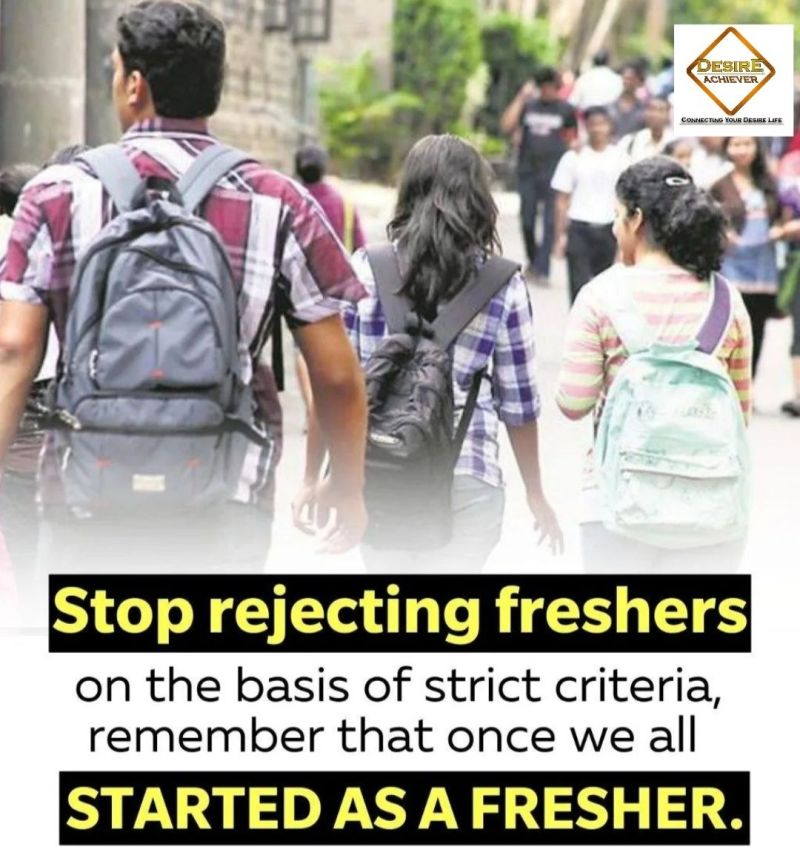 DESIRE
ACHIEVER
CONNECTING YOUR DESIRE LIFE
Stop rejecting freshers
on the basis of strict criteria,
remember that once we all
STARTED AS A FRESHER.